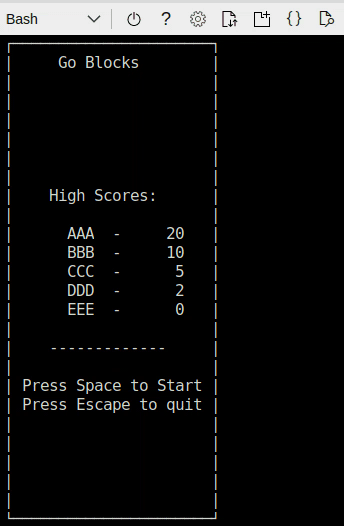 Bash
?
{}
Go Blocks
High Scores:
AAA - 20
BBB - 10
CCC - 5
DDD - 2
EEE - 0
-------------
Press Space to Start
Press Escape to quit